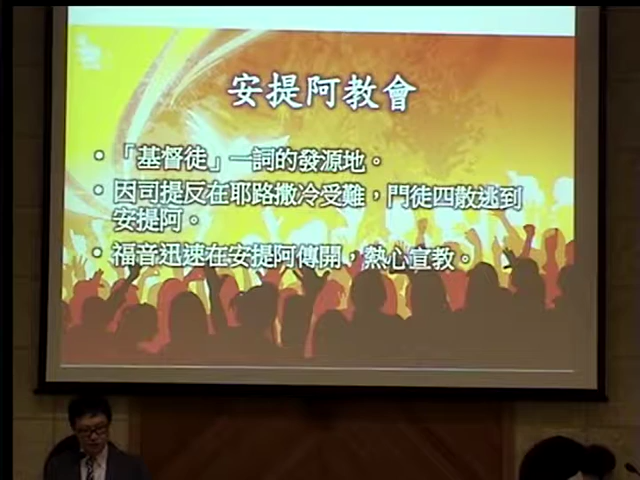 安提阿教會
• 「基督徒」一詞的發源地。
• 因司提反在耶路撒冷受難，門徒四散逃到
安提阿。
• 福音迅速在安提阿傳開，熱心宣教。